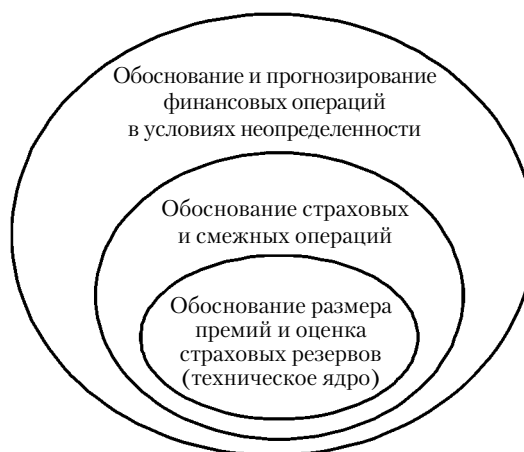 Обоснование и прогнозирование
финансовых операций
в условиях неопределенности
Обоснование страховых
и смежных операций
Обоснование размера
премий и оценка
страховых резервов
(техническое ядро)